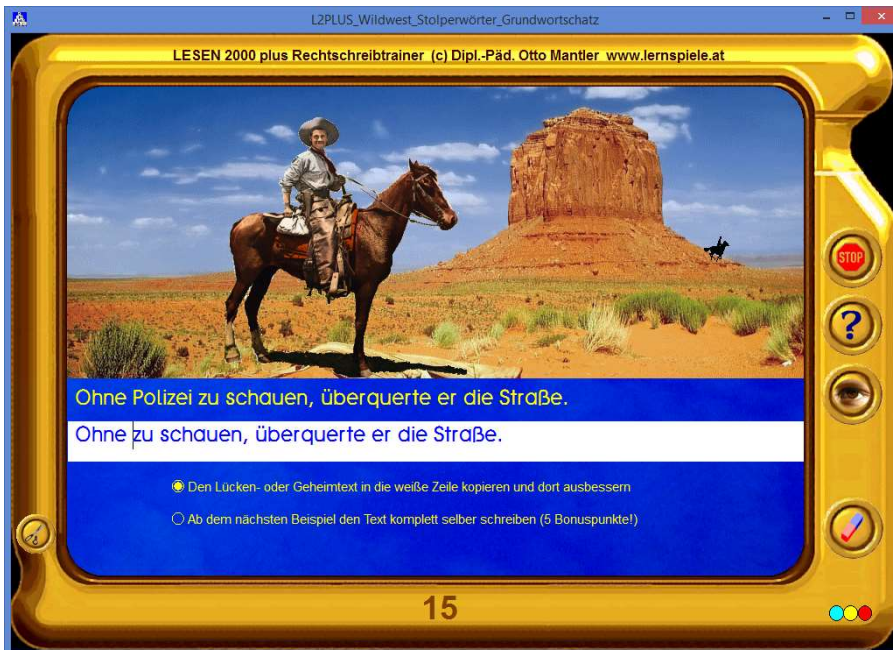 L2PLUS_Wildwest_Stolperwörter_Grundwortschatz
LESEN 2000 plus Rechtschreibtrainer (c) Dipl.-Päd. Otto Mantler www.lernspiele.at
STOP
?
Ohne Polizei zu schauen, überquerte er die Straße.
Ohne zu schauen, überquerte er die Straße.
Den Lücken- oder Geheimtext in die weiße Zeile kopieren und dort ausbessern
Ab dem nächsten Beispiel den Text komplett selber schreiben (5 Bonuspunkte!)
15